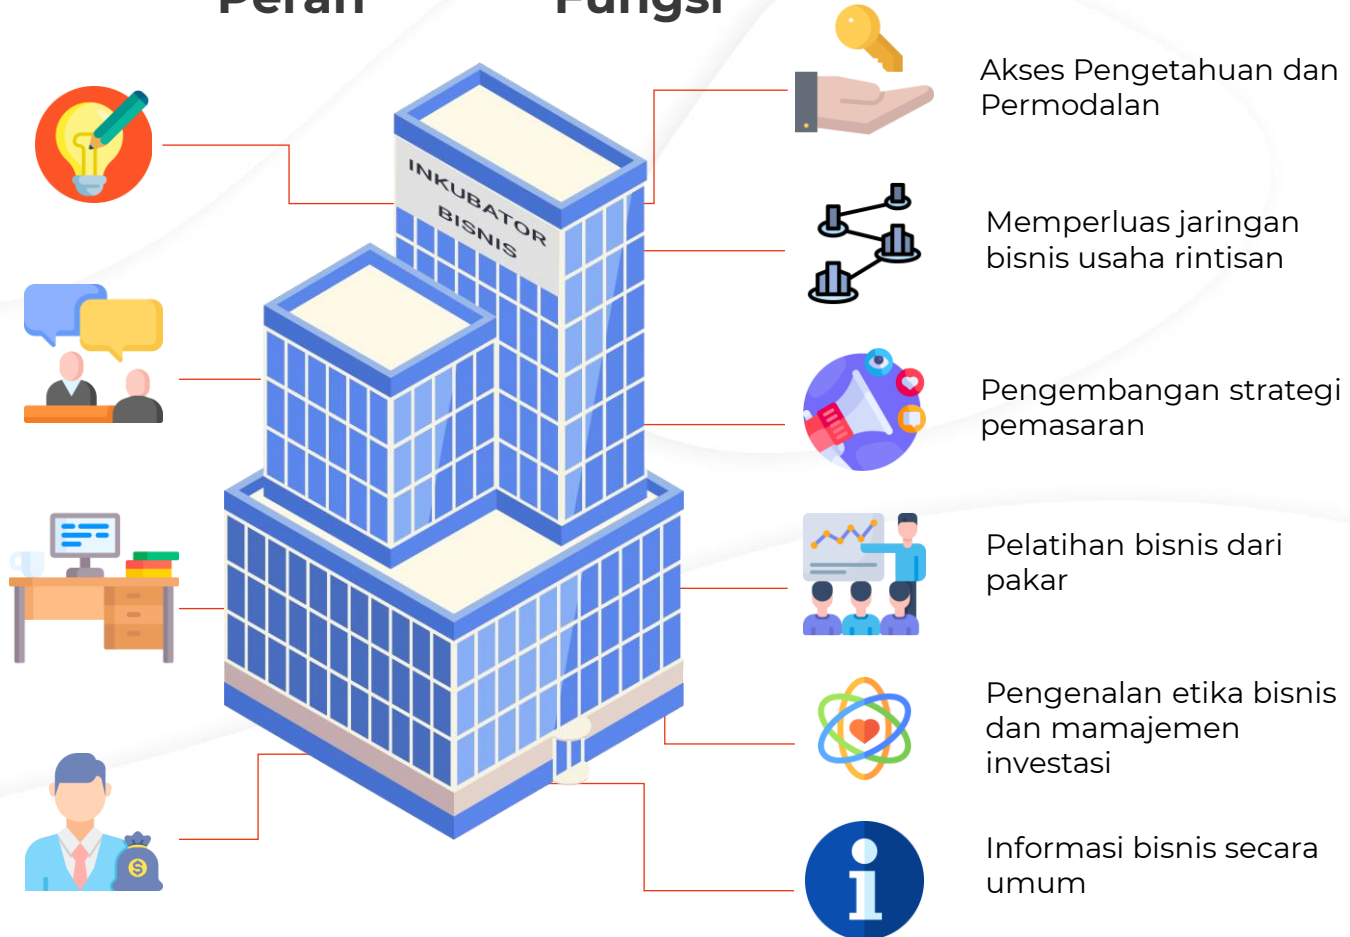 Peran
Fungsi
INKUBATOR
BISNIS
Akses Pengetahuan dan
Permodalan
Memperluas jaringan
bisnis usaha rintisan
Pengembangan strategi
pemasaran
Pelatihan bisnis dari
pakar
Pengenalan etika bisnis
dan mamajemen
investasi
Informasi bisnis secara
umum